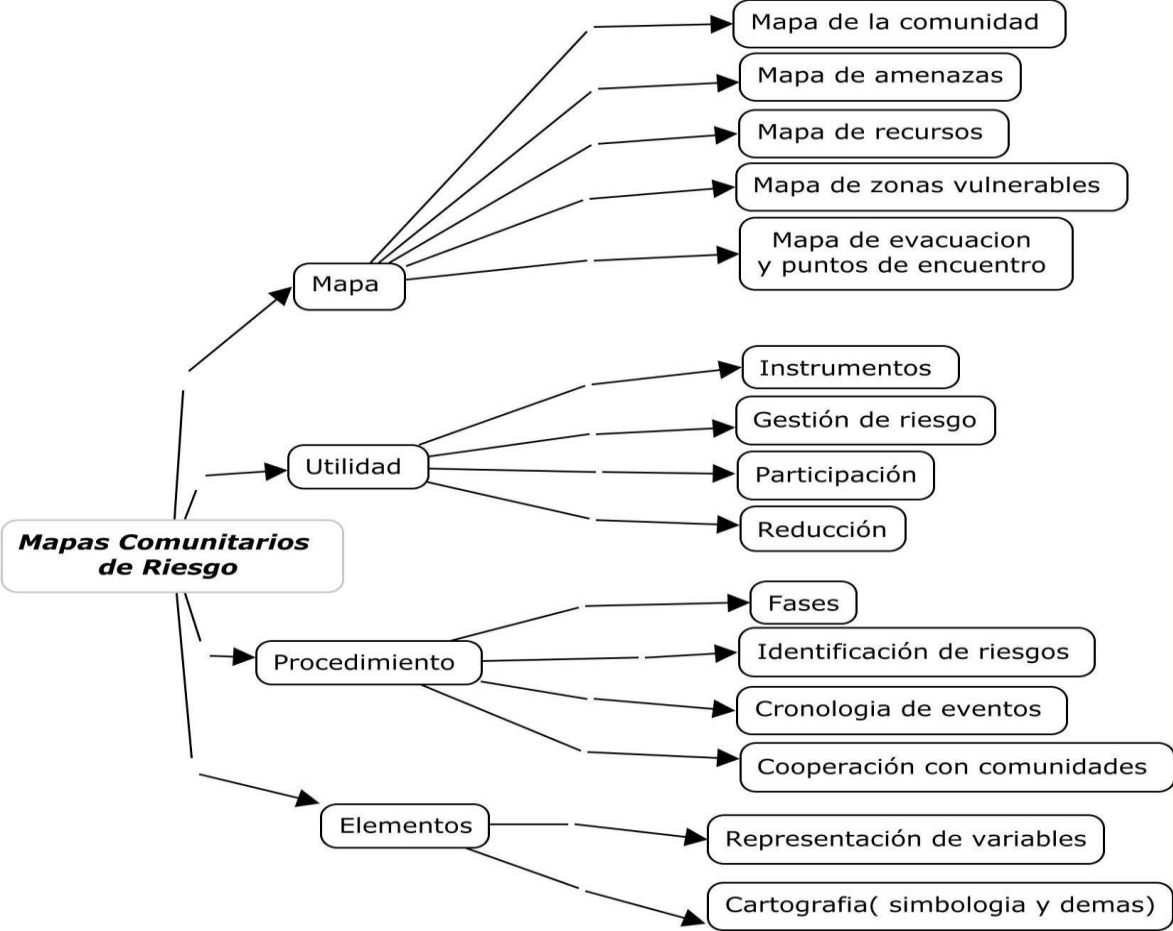 Mapas Comunitarios
de Riesgo
Mapa
Mapa de la comunidad
Mapa de amenazas
Mapa de recursos
Mapa de zonas vulnerables
Mapa de evacuacion
y puntos de encuentro
Utilidad
Instrumentos
Gestión de riesgo
Participación
Reducción
Procedimiento
Fases
Identificación de riesgos
Cronologia de eventos
Cooperación con comunidades
Elementos
Representación de variables
Cartografia( simbologia y demas)